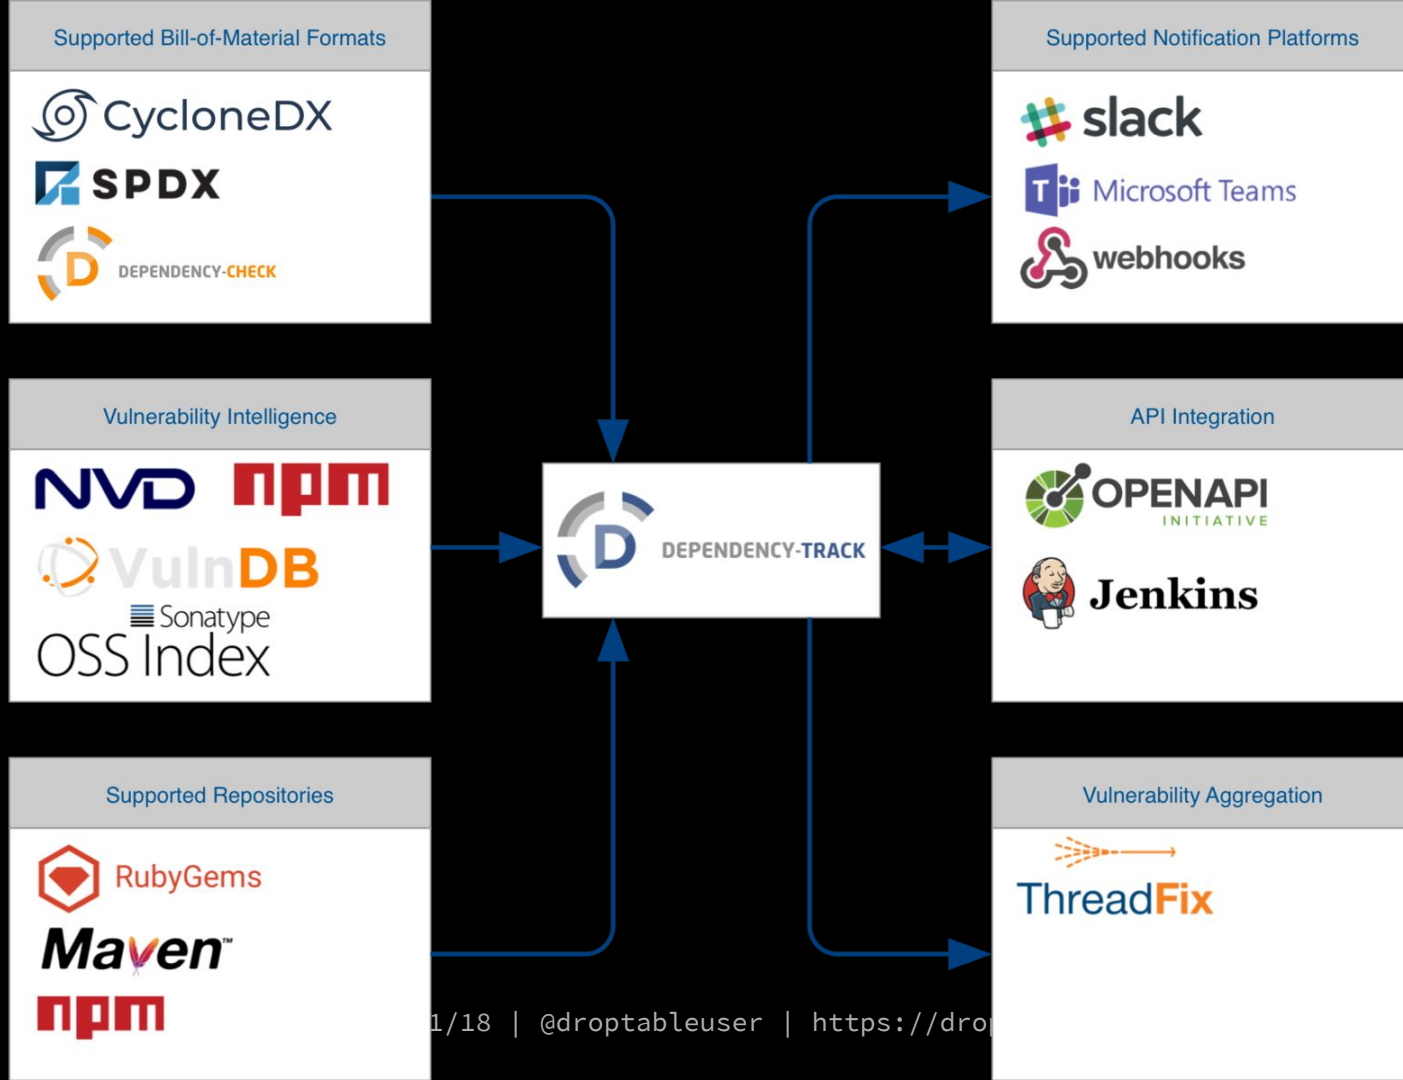 Supported Bill-of-Material Formats
CycloneDX
SPDX
D
DEPENDENCY-CHECK
Vulnerability Intelligence
NVD npm
VulnDB
Sonatype
OSS Index
Supported Repositories
RubyGems
Maven™
npm
D
DEPENDENCY-TRACK
Supported Notification Platforms
slack
T Microsoft Teams
webhooks
API Integration
OPENAPI
INITIATIVE
Jenkins
Vulnerability Aggregation
ThreadFix
1/18 | @droptableuser | https://drop